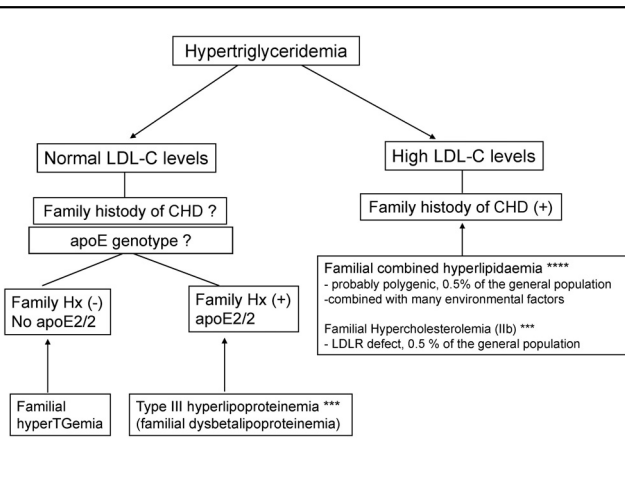 Hypertriglyceridemia
Normal LDL-C levels
High LDL-C levels
Family histody of CHD ?
Family histody of CHD (+)
apoE genotype ?
Family Hx (-)
No apoE2/2
Family Hx (+)
apoE2/2
Familial combined hyperlipidaemia ****
- probably polygenic, 0.5% of the general population
-combined with many environmental factors
Familial Hypercholesterolemia (IIb) ***
- LDLR defect, 0.5 % of the general population
Familial
hyperTGemia
Type III hyperlipoproteinemia ***
(familial dysbetalipoproteinemia)